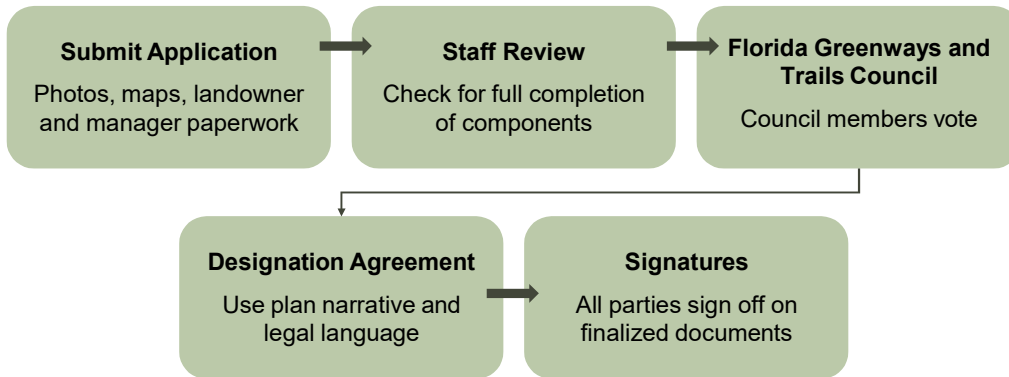 Submit Application
Photos, maps, landowner
and manager paperwork
Staff Review
Check for full completion
of components
Florida Greenways and
Trails Council
Council members vote
Designation Agreement
Use plan narrative and
legal language
Signatures
All parties sign off on
finalized documents